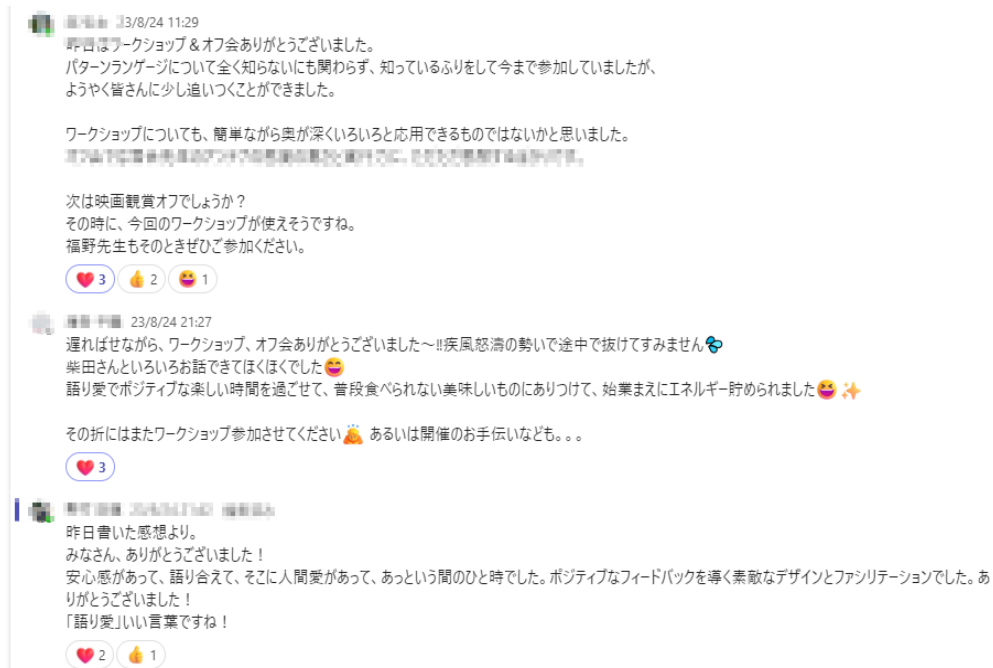 3/8/24 11:29
昨日はワークショップ&オフ会ありがとうございました。
パターンランゲージについて全く知らないにも関わらず、知っているふりをして今まで参加していましたが、
ようやく皆さんに少し追いつくことができました。
ワークショップについても、簡単ながら奥が深くいろいろと応用できるものではないかと思いました。
次は映画観賞オフでしょうか?
その時に、今回のワークショップが使えそうですね。
福野先生もそのときぜひご参加ください。
❤️ 3 👍 2 😆 1
23/8/24 21:27
遅ればせながら、ワークショップ、オフ会ありがとうございました~!!疾風怒濤の勢いで途中で抜けてすみません💦
柴田さんといろいろお話できてほくほくでした😄
語り愛でポジティブな楽しい時間を過ごせて、普段食べられない美味しいものにありつけて、始業まえにエネルギー貯められました😆✨
その折にはまたワークショップ参加させてください🙇 あるいは開催のお手伝いなども。。。
❤️ 3
昨日書いた感想より。
みなさん、ありがとうございました!
安心感があって、語り合えて、そこに人間愛があって、あっという間のひと時でした。ポジティブなフィードバックを導く素敵なデザインとファシリテーションでした。あ
りがとうございました!
「語り愛」いい言葉ですね!
❤️ 2 👍 1